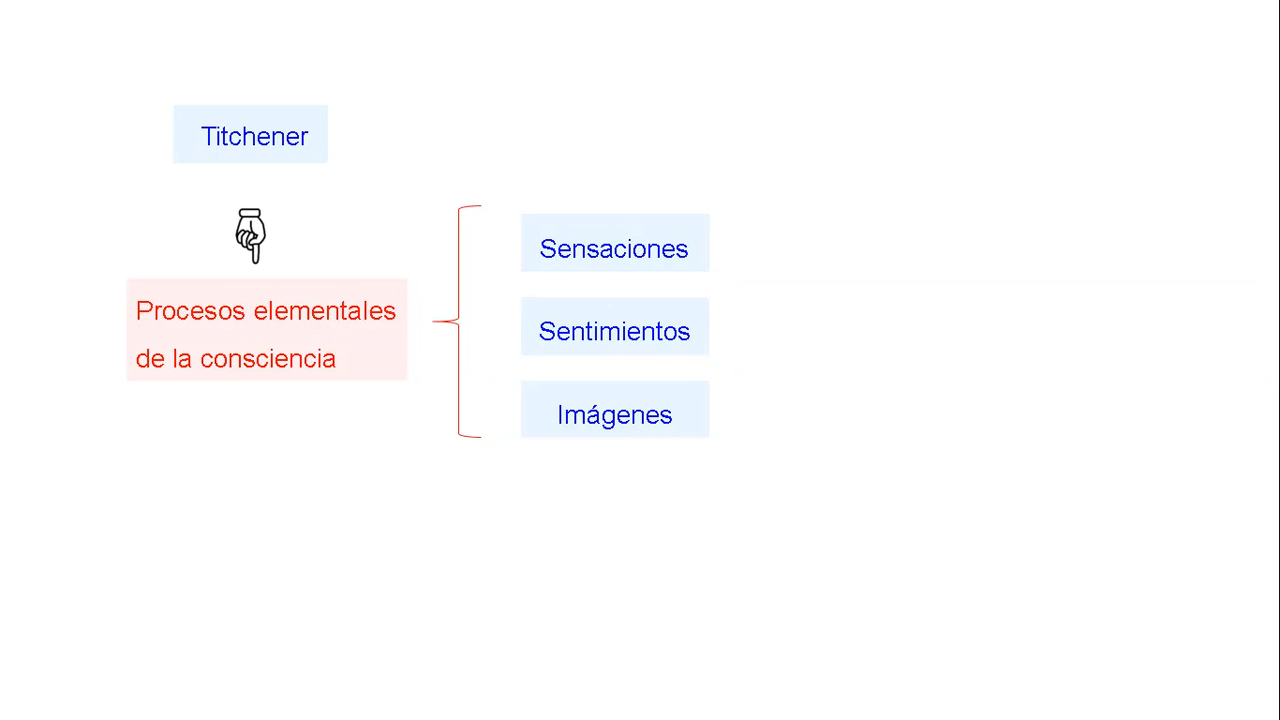 Titchener
Procesos elementales
de la consciencia
Sensaciones
Sentimientos
Imágenes